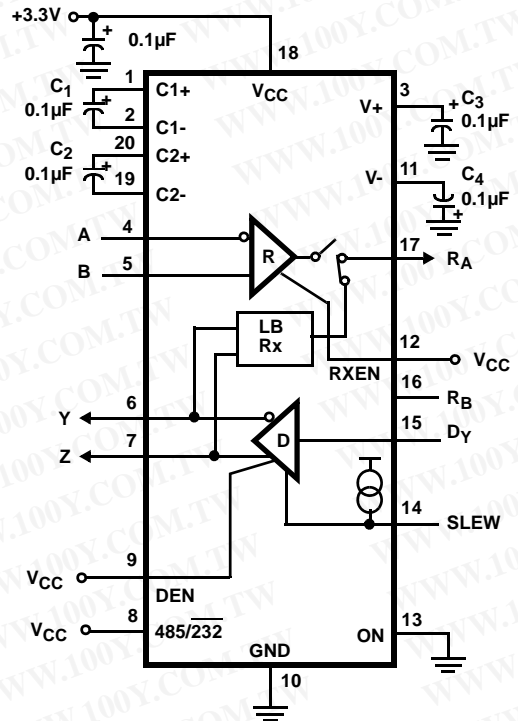 +3.3V
+
0.1µF
18
VCC
1
C1
0.1µF
+
C1+
2
C1-
20
C2
0.1µF
+
C2+
19
C2-
3
V+
+
C3
0.1µF
11
V-
C4
0.1µF
+
A
4
B
5
R
17
RA
LB
Rx
RXEN
12
VCC
16
RB
15
DY
Y
6
Z
7
D
14
SLEW
9
VCC
DEN
VCC
8
485/232
13
ON
GND
10
WWW.100Y.COM.TW